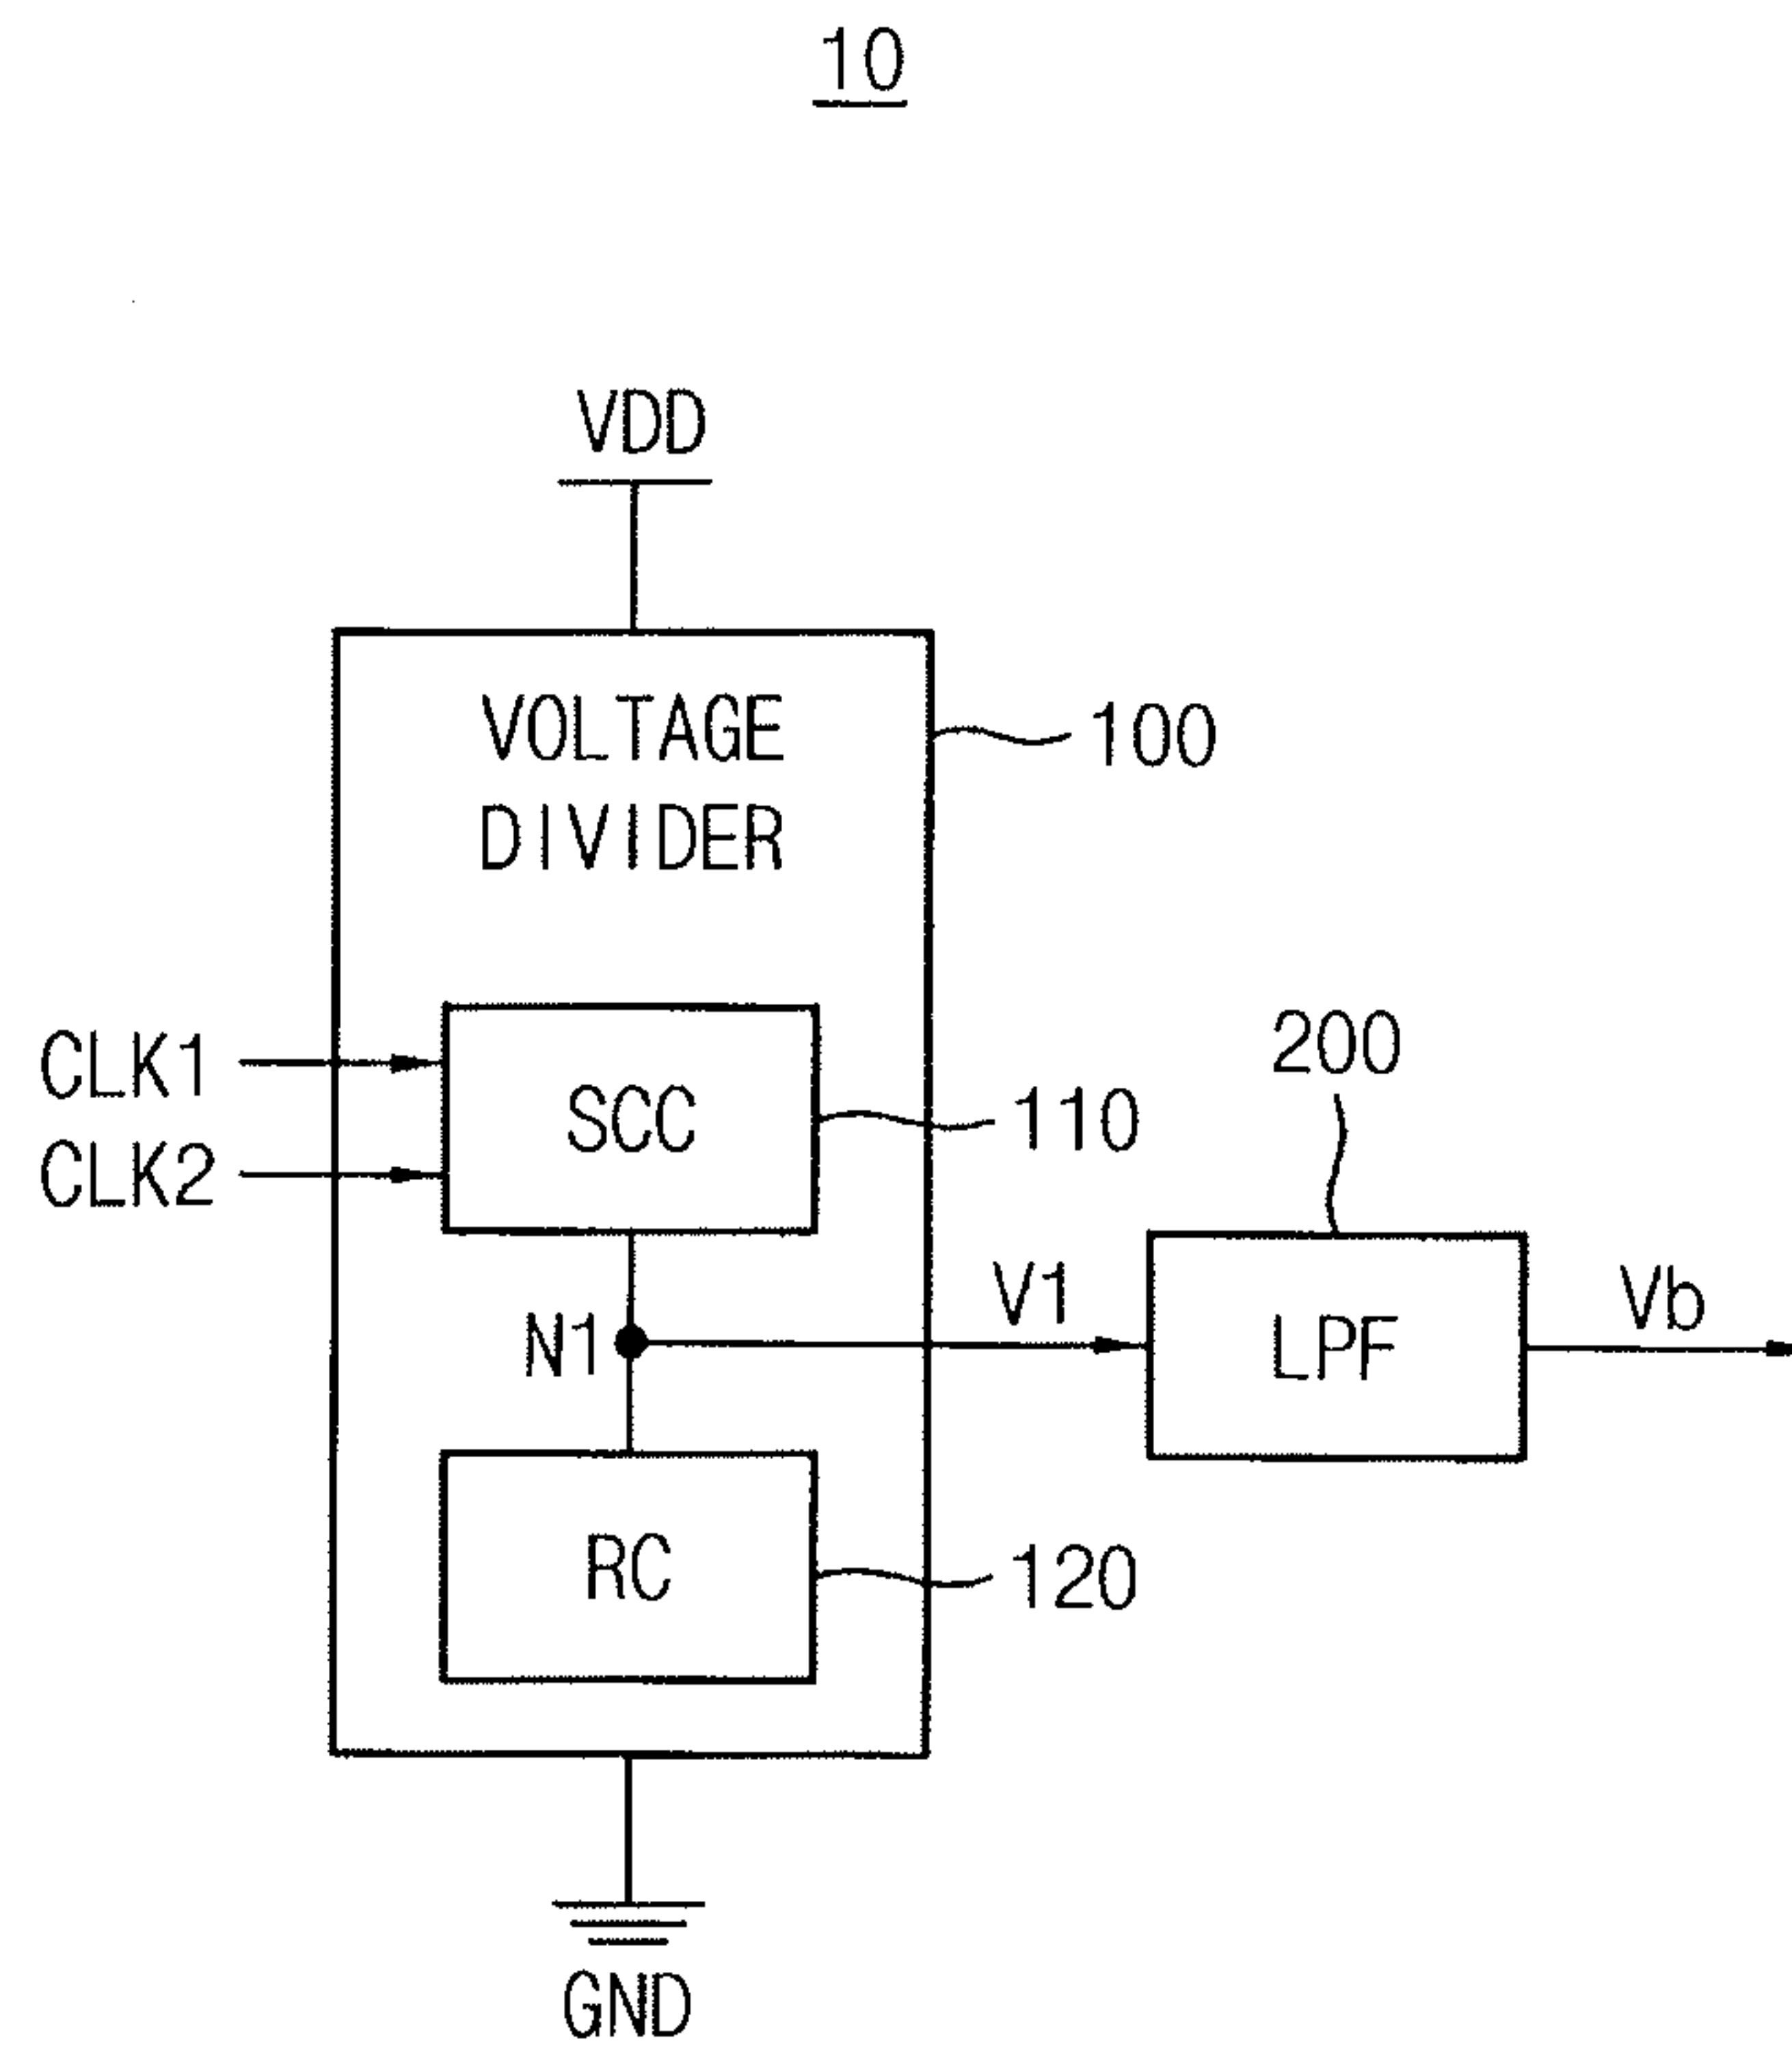 10
VDD
VOLTAGE
DIVIDER
100
CLK1
CLK2
SCC
110
200
N1
V1
LPF
Vb
RC
120
GND